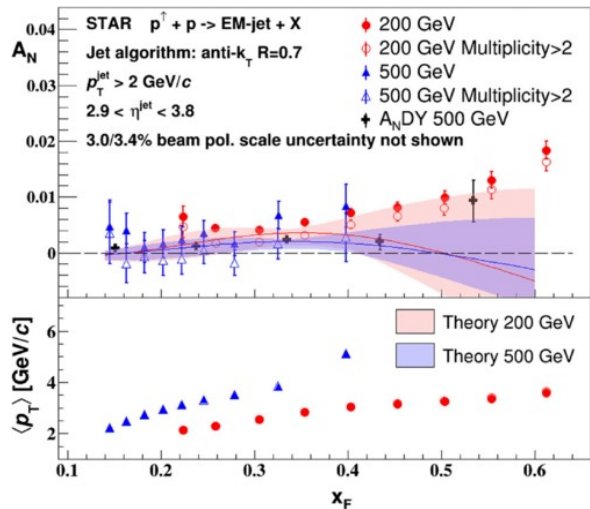 STAR p↑ + p -> EM-jet + X
Jet algorithm: anti-kT R=0.7
pTjet > 2 GeV/c
2.9 < ηjet < 3.8
3.0/3.4% beam pol. scale uncertainty not shown
200 GeV
200 GeV Multiplicity>2
500 GeV
500 GeV Multiplicity>2
ANDY 500 GeV
AN
0.04
0.03
0.02
0.01
0
Theory 200 GeV
Theory 500 GeV
⟨pT⟩ [GeV/c]
6
4
2
0.1 0.2 0.3 0.4 0.5 0.6
xF